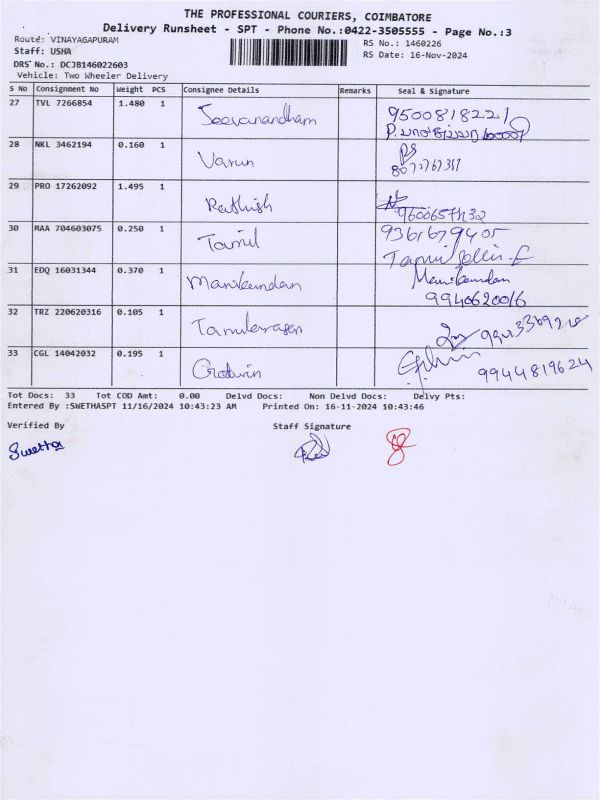 THE PROFESSIONAL COURIERS, COIMBATORE
Delivery Runsheet - SPT - Phone No.:0422-3505555 - Page No.:3
Route: VINAYAGAPURAM
RS No.: 1460226
Staff: USHA
RS Date: 16-Nov-2024
DRS No.: DCJB146022603
Vehicle: Two Wheeler Delivery
S No Consignment No Weight PCS Consignee Details Remarks Seal & Signature
27 TVL 7266854 1.480 1 Jeevanandham 9500818221
28 NKL 3462194 0.160 1 Varun
29 PRO 17262092 1.495 1 Rathish
30 MAA 704603075 0.250 1 Tamil 9361679405
31 EDQ 16031344 0.370 1 Manikandan Manikandan
9940620016
32 TRZ 220620316 0.105 1
33 CGL 14042032 0.195 1 Godwin 9944819624
Tot Docs: 33 Tot COD Amt: 0.00 Delvd Docs: Non Delvd Docs: Delvy Pts:
Entered By :SWETHASPT 11/16/2024 10:43:23 AM Printed On: 16-11-2024 10:43:46
Verified By Staff Signature
Swetha